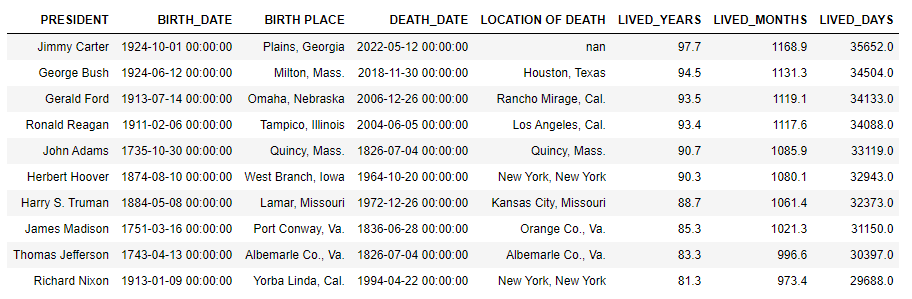 PRESIDENT BIRTH_DATE BIRTH PLACE DEATH_DATE LOCATION OF DEATH LIVED_YEARS LIVED_MONTHS LIVED_DAYS
Jimmy Carter 1924-10-01 00:00:00 Plains, Georgia 2022-05-12 00:00:00 nan 97.7 1168.9 35652.0
George Bush 1924-06-12 00:00:00 Milton, Mass. 2018-11-30 00:00:00 Houston, Texas 94.5 1131.3 34504.0
Gerald Ford 1913-07-14 00:00:00 Omaha, Nebraska 2006-12-26 00:00:00 Rancho Mirage, Cal. 93.5 1119.1 34133.0
Ronald Reagan 1911-02-06 00:00:00 Tampico, Illinois 2004-06-05 00:00:00 Los Angeles, Cal. 93.4 1117.6 34088.0
John Adams 1735-10-30 00:00:00 Quincy, Mass. 1826-07-04 00:00:00 Quincy, Mass. 90.7 1085.9 33119.0
Herbert Hoover 1874-08-10 00:00:00 West Branch, Iowa 1964-10-20 00:00:00 New York, New York 90.3 1080.1 32943.0
Harry S. Truman 1884-05-08 00:00:00 Lamar, Missouri 1972-12-26 00:00:00 Kansas City, Missouri 88.7 1061.4 32373.0
James Madison 1751-03-16 00:00:00 Port Conway, Va. 1836-06-28 00:00:00 Orange Co., Va. 85.3 1021.3 31150.0
Thomas Jefferson 1743-04-13 00:00:00 Albemarle Co., Va. 1826-07-04 00:00:00 Albemarle Co., Va. 83.3 996.6 30397.0
Richard Nixon 1913-01-09 00:00:00 Yorba Linda, Cal. 1994-04-22 00:00:00 New York, New York 81.3 973.4 29688.0